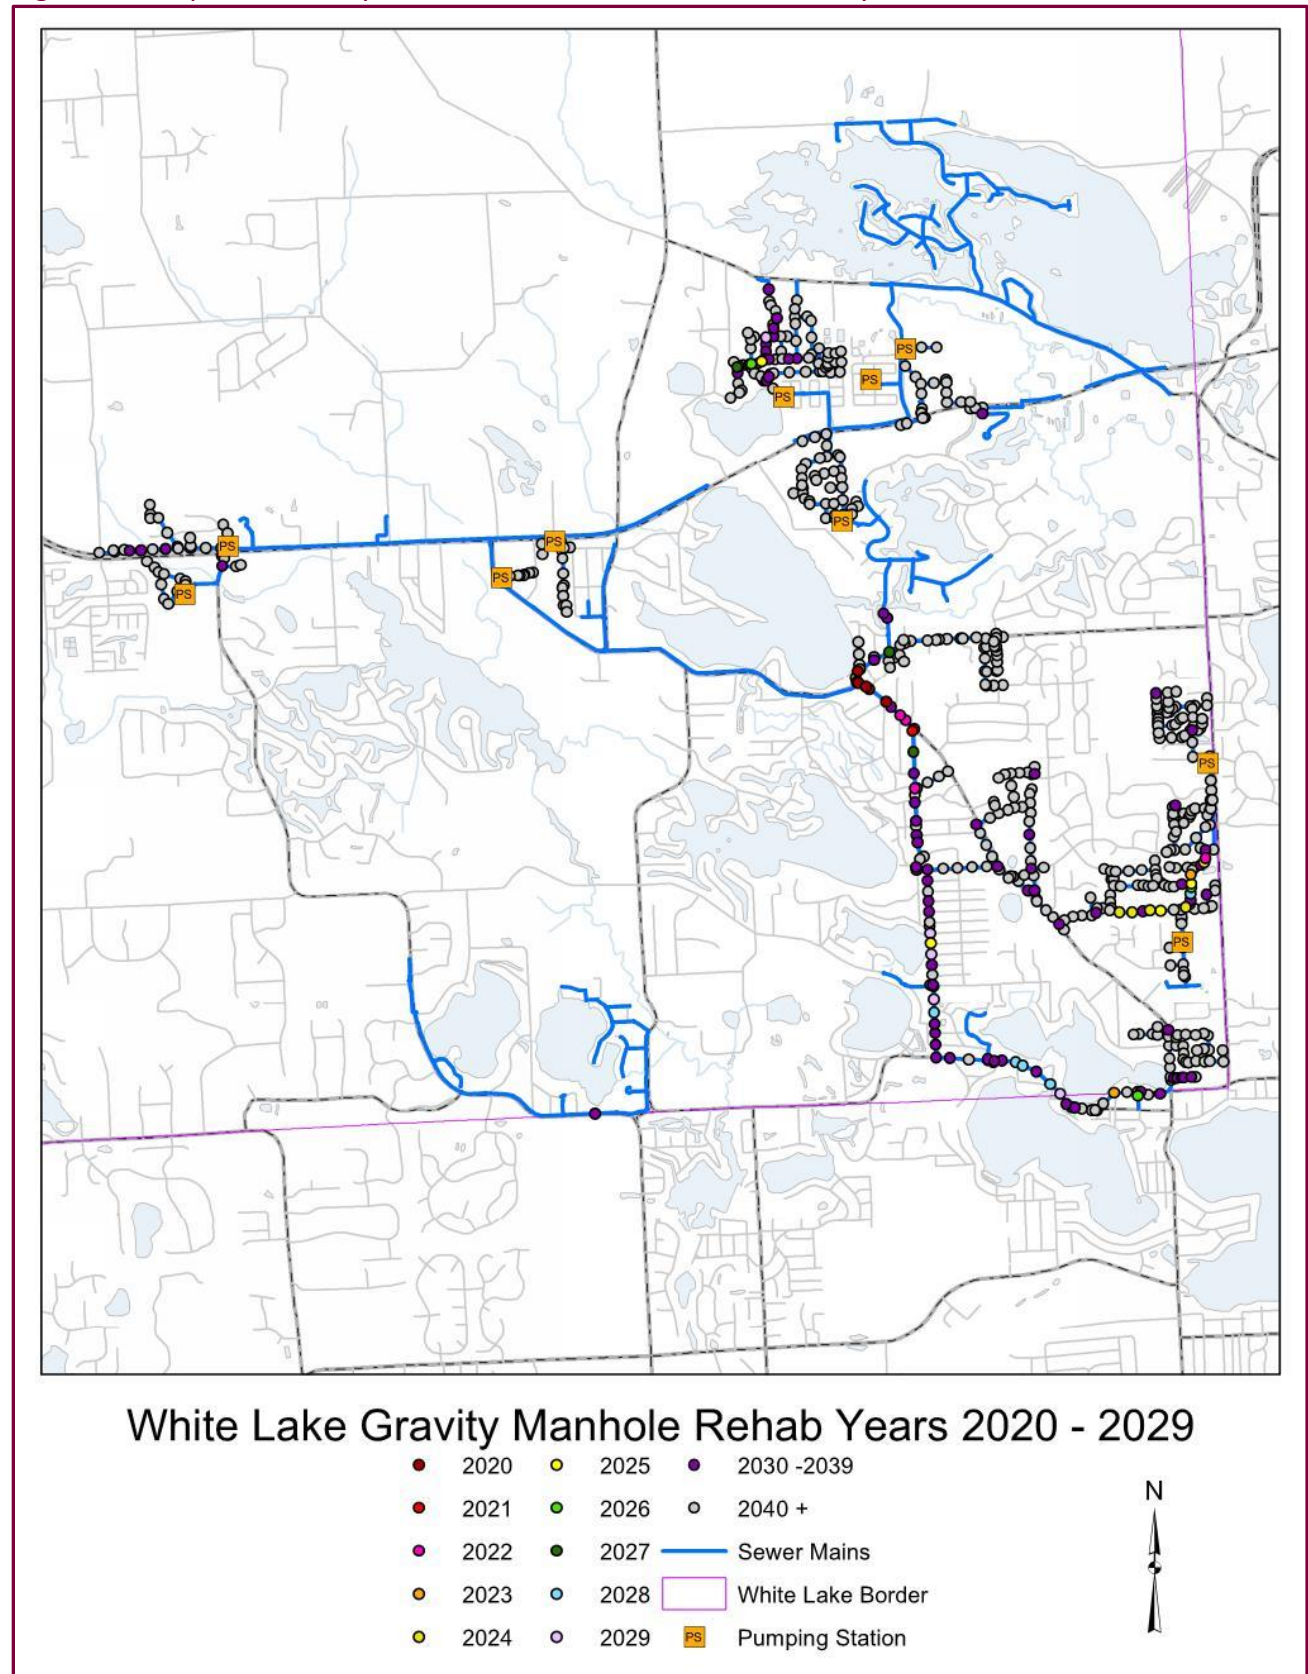 PS
PS
PS
PS
PS
PS
PS
PS
PS
PS
PS
White Lake Gravity Manhole Rehab Years 2020 - 2029
2020 2025 2030 -2039
2021 2026 2040 +
2022 2027 Sewer Mains
2023 2028 White Lake Border
2024 2029 PS Pumping Station
N